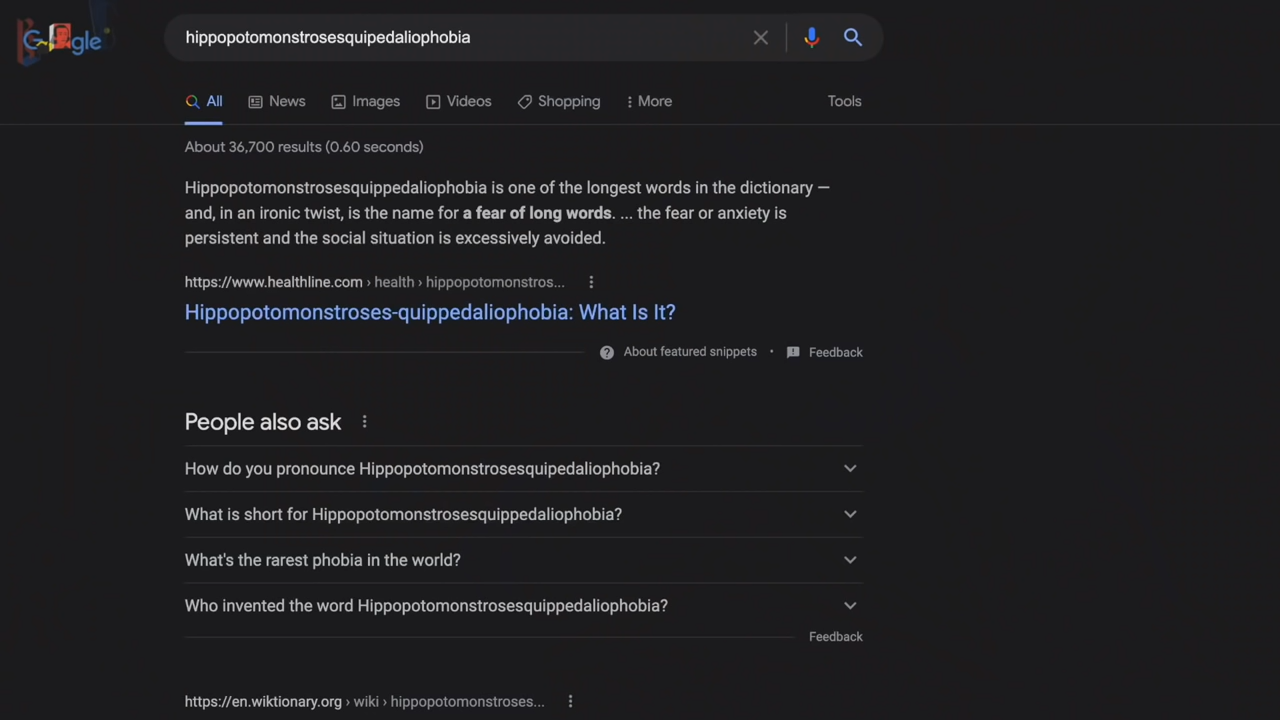 Google
hippopotomonstrosesquipedaliophobia
All News Images Videos Shopping More Tools
About 36,700 results (0.60 seconds)
Hippopotomonstrosesquippedaliophobia is one of the longest words in the dictionary —
and, in an ironic twist, is the name for a fear of long words. ... the fear or anxiety is
persistent and the social situation is excessively avoided.
https://www.healthline.com › health › hippopotomonstros...
Hippopotomonstroses-quippedaliophobia: What Is It?
About featured snippets • Feedback
People also ask
How do you pronounce Hippopotomonstrosesquipedaliophobia?
What is short for Hippopotomonstrosesquippedaliophobia?
What's the rarest phobia in the world?
Who invented the word Hippopotomonstrosesquippedaliophobia?
Feedback
https://en.wiktionary.org › wiki › hippopotomonstroses...